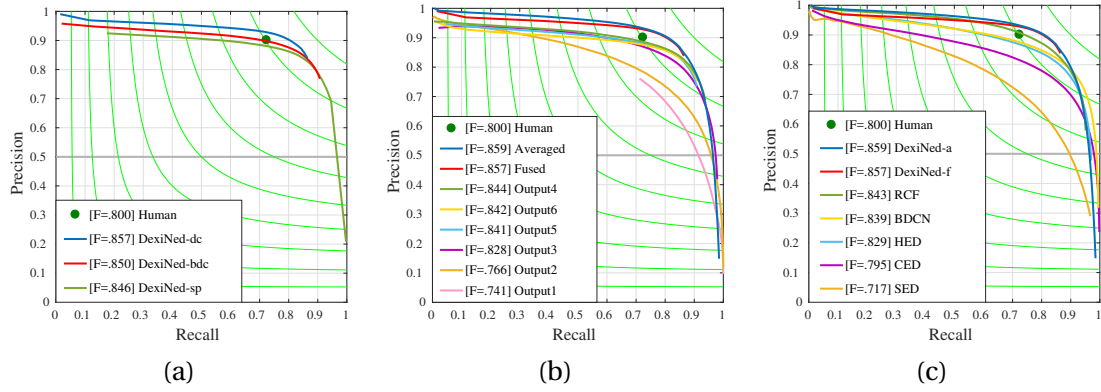 1
0.9
0.8
0.7
0.6
0.5
0.4
0.3
0.2
0.1
0
Precision
[F=.800] Human
[F=.857] DexiNed-dc
[F=.850] DexiNed-bdc
[F=.846] DexiNed-sp
0 0.1 0.2 0.3 0.4 0.5 0.6 0.7 0.8 0.9 1
Recall
(a)
1
0.9
0.8
0.7
0.6
0.5
0.4
0.3
0.2
0.1
0
Precision
[F=.800] Human
[F=.859] Averaged
[F=.857] Fused
[F=.844] Output4
[F=.842] Output6
[F=.841] Output5
[F=.828] Output3
[F=.766] Output2
[F=.741] Output1
0 0.1 0.2 0.3 0.4 0.5 0.6 0.7 0.8 0.9 1
Recall
(b)
1
0.9
0.8
0.7
0.6
0.5
0.4
0.3
0.2
0.1
0
Precision
[F=.800] Human
[F=.859] DexiNed-a
[F=.857] DexiNed-f
[F=.843] RCF
[F=.839] BDCN
[F=.829] HED
[F=.795] CED
[F=.717] SED
0 0.1 0.2 0.3 0.4 0.5 0.6 0.7 0.8 0.9 1
Recall
(c)